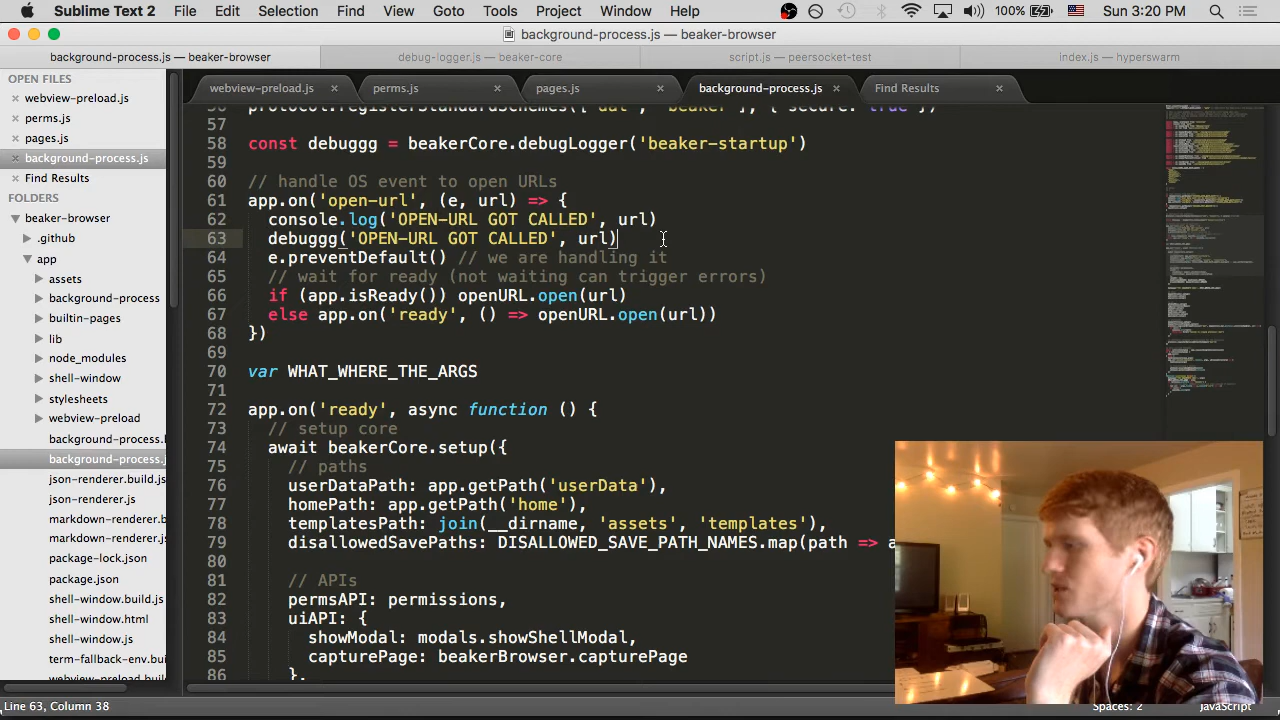 Sublime Text 2 File Edit Selection Find View Goto Tools Project Window Help 100% Sun 3:20 PM
background-process.js — beaker-browser
background-process.js — beaker-browser debug-logger.js — beaker-core script.js — peersocket-test index.js — hyperswarm
OPEN FILES
webview-preload.js
perms.js
pages.js
background-process.js
Find Results
FOLDERS
beaker-browser
.github
app
assets
background-process
builtin-pages
lib
node_modules
shell-window
stylesheets
webview-preload
background-process.b
background-process.j
json-renderer.build.js
json-renderer.js
markdown-renderer.
markdown-renderer.
package-lock.json
package.json
shell-window.build.js
shell-window.html
shell-window.js
term-fallback-env.bui
webview-preload.buil
webview-preload.js × perms.js × pages.js × background-process.js × Find Results ×
56 protocol.registerStandardSchemes(['dat', 'beaker'], { secure: true })
57
58 const debuggg = beakerCore.debugLogger('beaker-startup')
59
60 // handle OS event to open URLs
61 app.on('open-url', (e, url) => {
62 console.log('OPEN-URL GOT CALLED', url)
63 debuggg('OPEN-URL GOT CALLED', url)
64 e.preventDefault() // we are handling it
65 // wait for ready (not waiting can trigger errors)
66 if (app.isReady()) openURL.open(url)
67 else app.on('ready', () => openURL.open(url))
68 })
69
70 var WHAT_WHERE_THE_ARGS
71
72 app.on('ready', async function () {
73 // setup core
74 await beakerCore.setup({
75 // paths
76 userDataPath: app.getPath('userData'),
77 homePath: app.getPath('home'),
78 templatesPath: join(__dirname, 'assets', 'templates'),
79 disallowedSavePaths: DISALLOWED_SAVE_PATH_NAMES.map(path => a
80
81 // APIs
82 permsAPI: permissions,
83 uiAPI: {
84 showModal: modals.showShellModal,
85 capturePage: beakerBrowser.capturePage
86 },
Line 63, Column 38 Spaces: 2 JavaScript